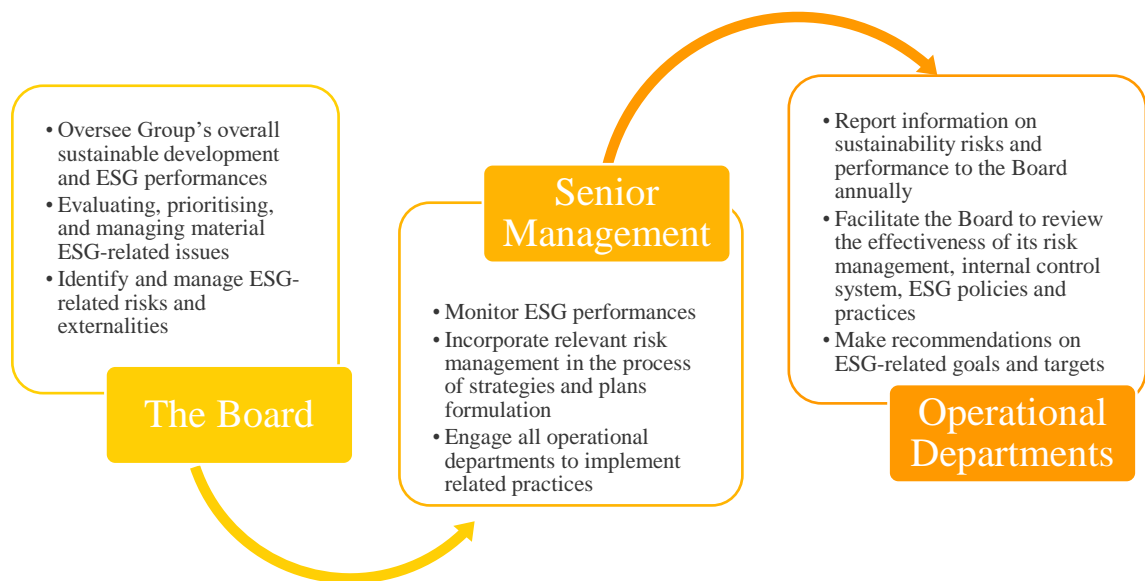 • Oversee Group's overall
sustainable development
and ESG performances
• Evaluating, prioritising,
and managing material
ESG-related issues
• Identify and manage ESG-
related risks and
externalities
The Board
Senior
Management
• Monitor ESG performances
• Incorporate relevant risk
management in the process
of strategies and plans
formulation
• Engage all operational
departments to implement
related practices
• Report information on
sustainability risks and
performance to the Board
annually
• Facilitate the Board to review
the effectiveness of its risk
management, internal control
system, ESG policies and
practices
• Make recommendations on
ESG-related goals and targets
Operational
Departments